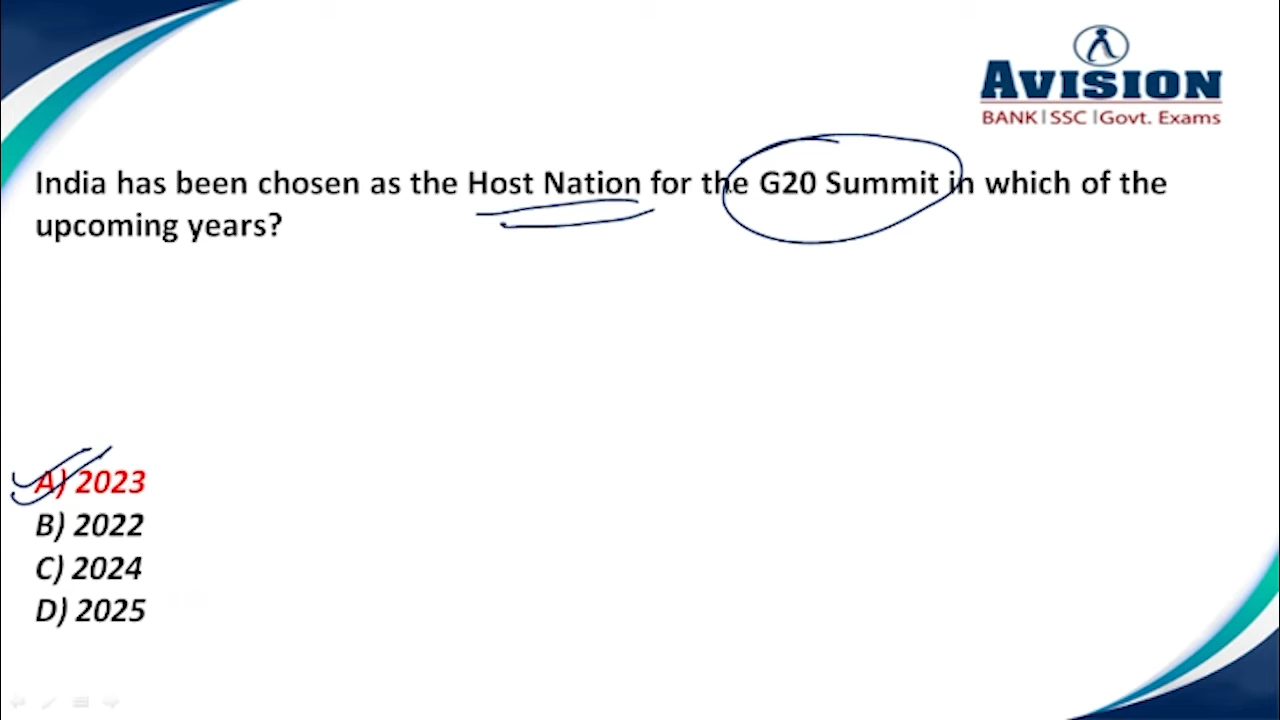 AVISION
BANK | SSC | Govt. Exams
India has been chosen as the Host Nation for the G20 Summit in which of the
upcoming years?
A) 2023
B) 2022
C) 2024
D) 2025